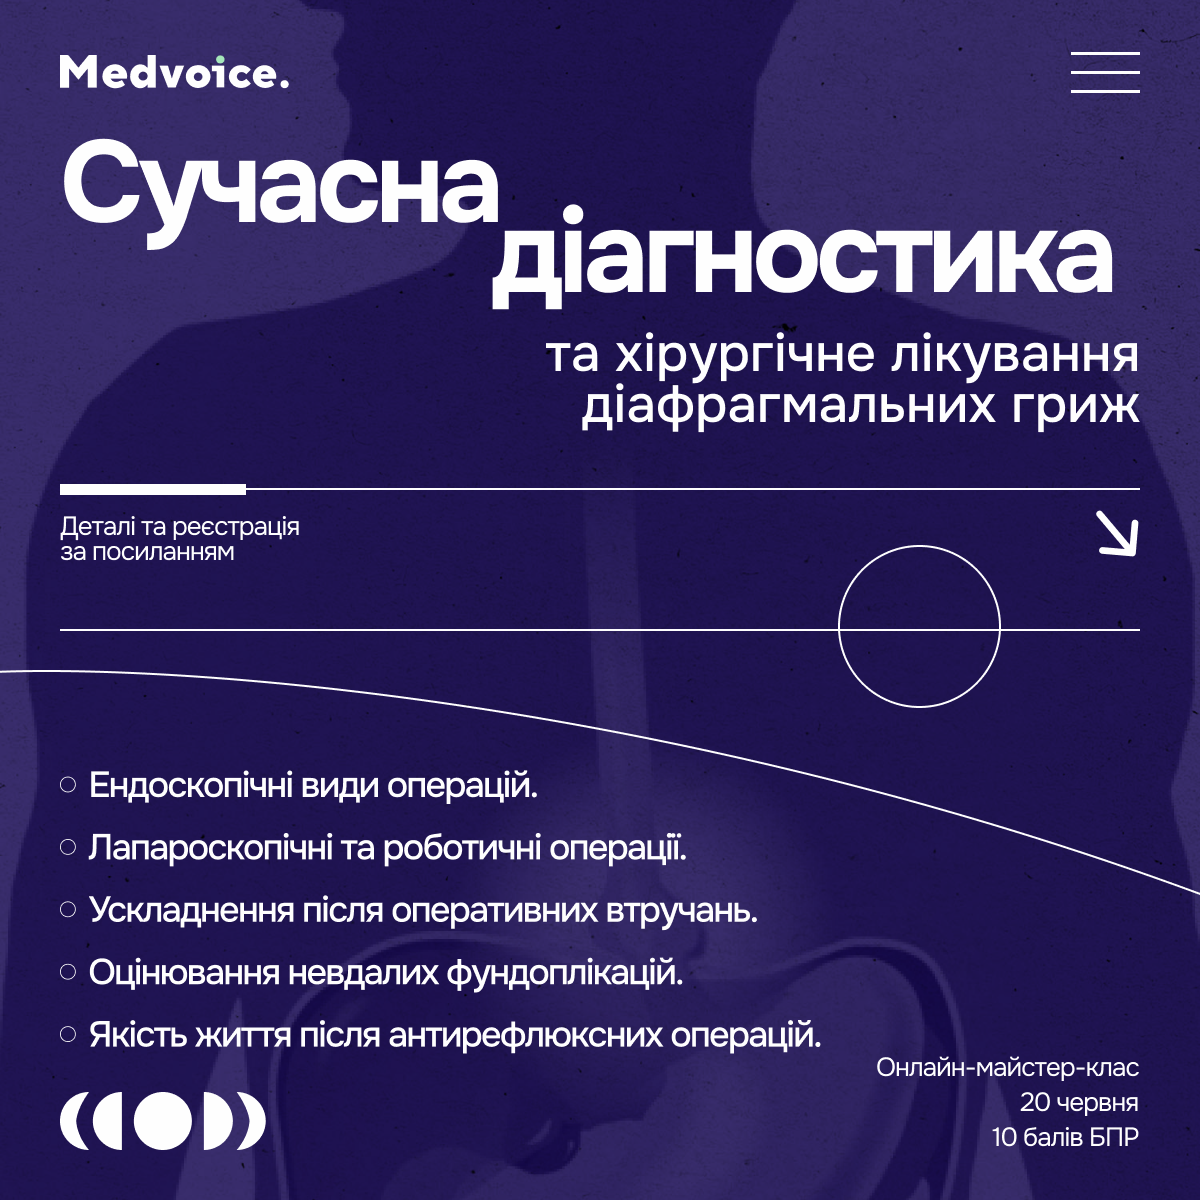 Medvoice.
Сучасна
діагностика
та хірургічне лікування
діафрагмальних гриж
Деталі та реєстрація
за посиланням
Ендоскопічні види операцій.
Лапароскопічні та роботичні операції.
Ускладнення після оперативних втручань.
Оцінювання невдалих фундоплікацій.
Якість життя після антирефлюксних операцій.
Онлайн-майстер-клас
20 червня
10 балів БПР